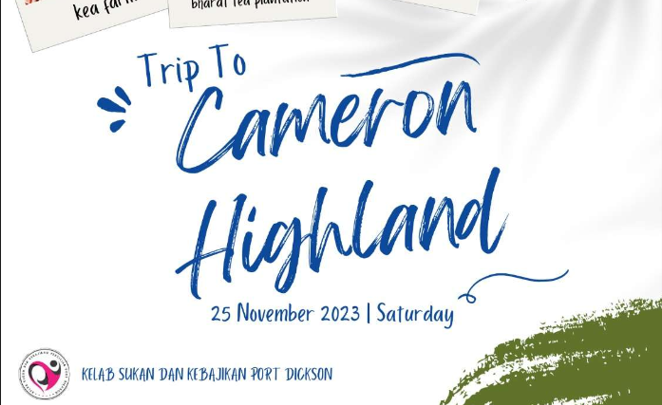 kea farm
bharat tea plantation
Trip To
Cameron
Highland
25 November 2023 | Saturday
KELAB SUKAN DAN KEBAJIKAN PORT DICKSON